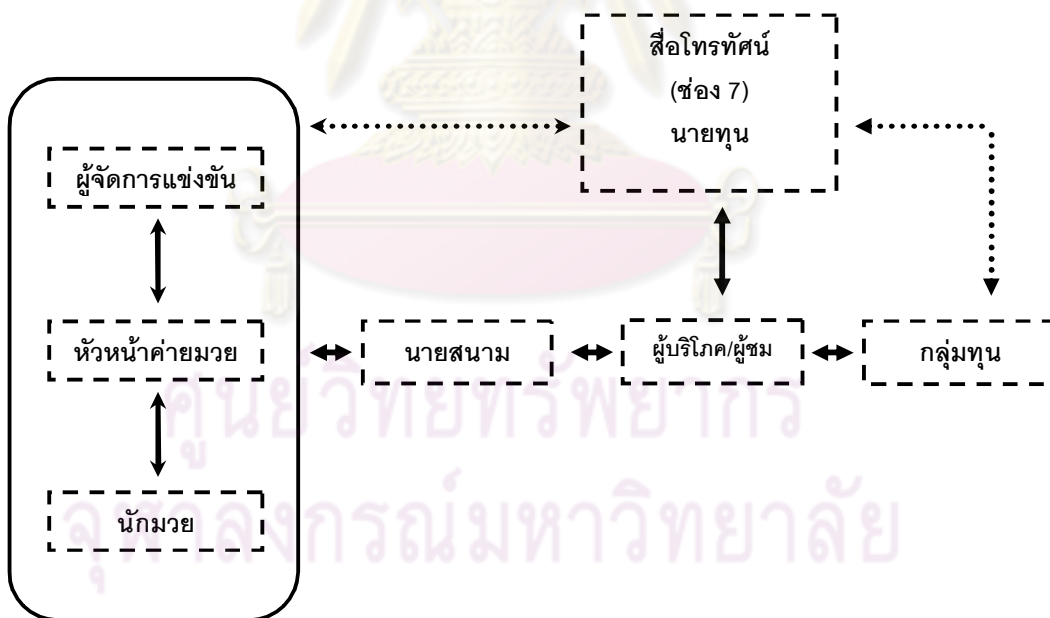 สื่อโทรทัศน์
(ช่อง 7)
นายทุน
ผู้จัดการแข่งขัน
หัวหน้าค่ายมวย
นายสนาม
ผู้บริโภค/ผู้ชม
กลุ่มทุน
นักมวย
ศูนย์วิทยทรัพยากร
จุฬาลงกรณ์มหาวิทยาลัย